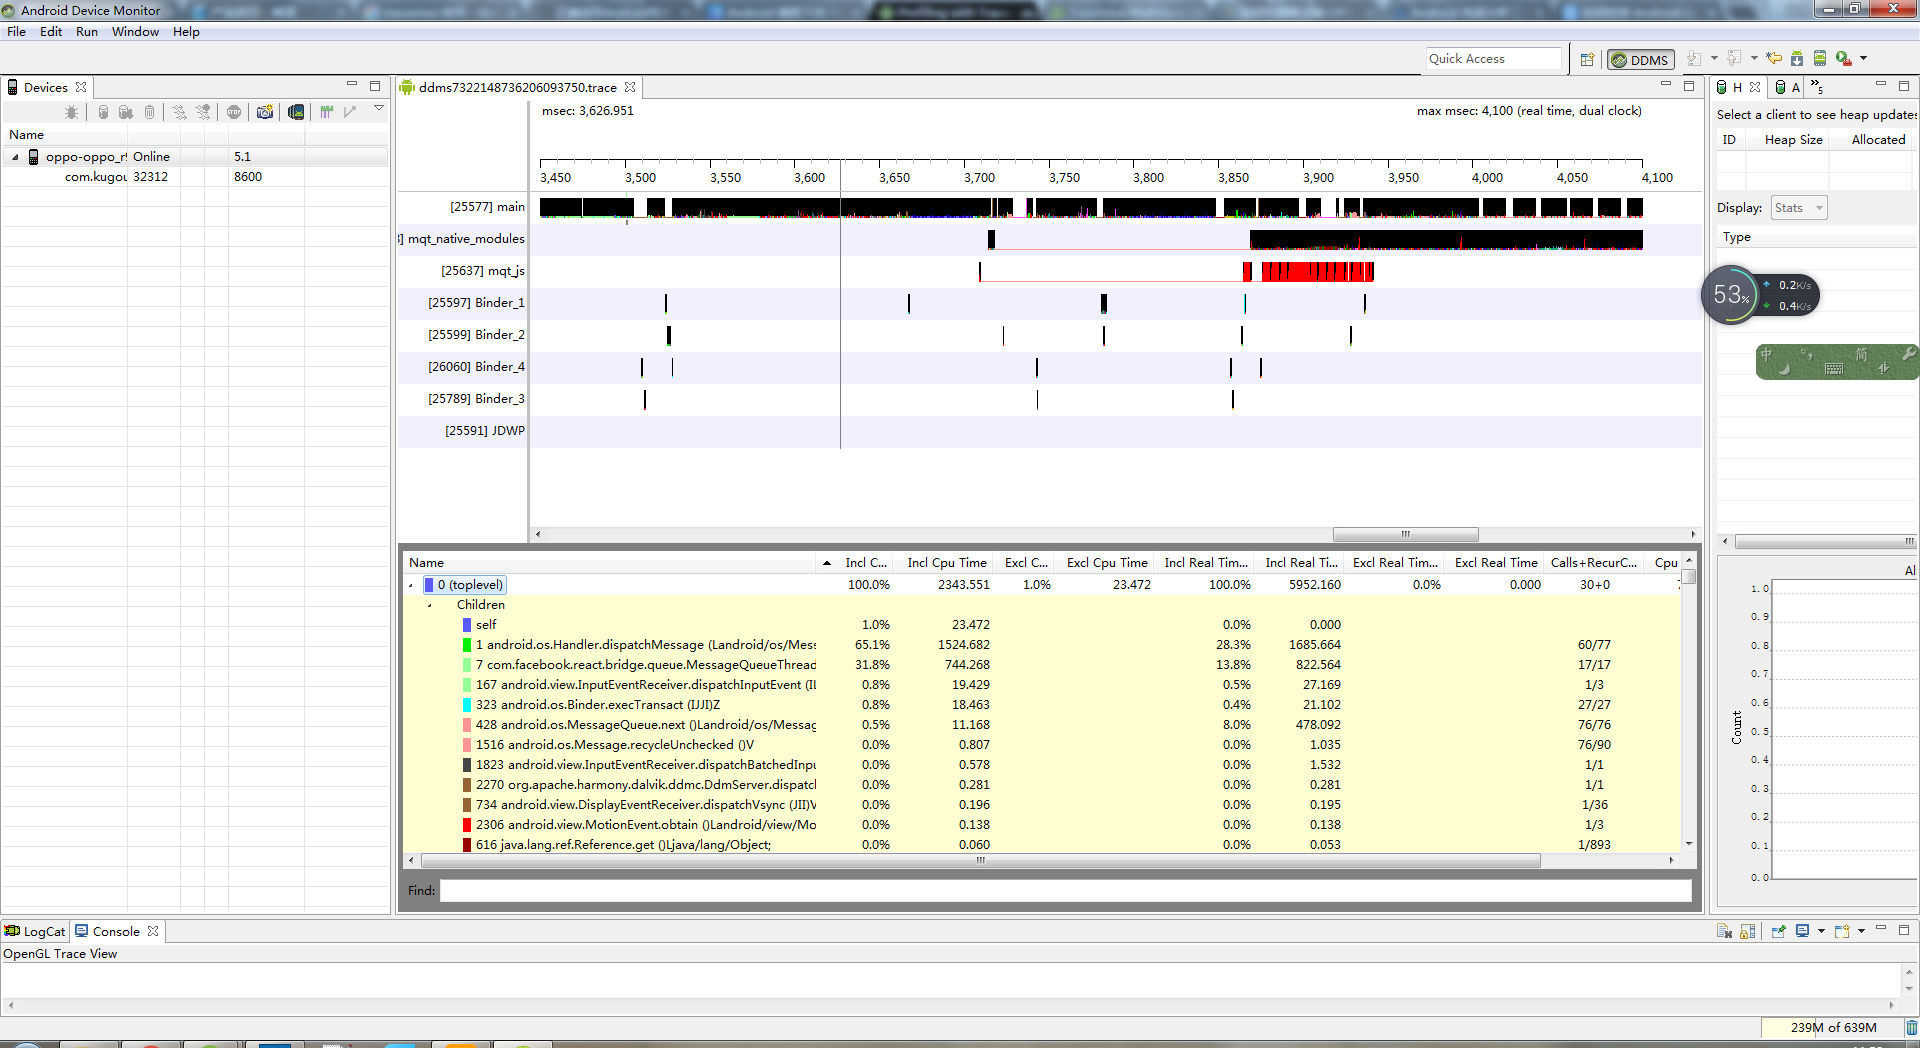 Android Device Monitor
File Edit Run Window Help
Quick Access
DDMS
Devices
Name
oppo-oppo_r9 Online 5.1
com.kugou 32312 8600
ddms7322148736206093750.trace
msec: 3,626.951
max msec: 4,100 (real time, dual clock)
3,450 3,500 3,550 3,600 3,650 3,700 3,750 3,800 3,850 3,900 3,950 4,000 4,050 4,100
[25577] main
] mqt_native_modules
[25637] mqt_js
[25597] Binder_1
[25599] Binder_2
[26060] Binder_4
[25789] Binder_3
[25591] JDWP
Name Incl C... Incl Cpu Time Excl C... Excl Cpu Time Incl Real Tim... Incl Real Ti... Excl Real Tim... Excl Real Time Calls+RecurC... Cpu
0 (toplevel) 100.0% 2343.551 1.0% 23.472 100.0% 5952.160 0.0% 0.000 30+0
Children
self 1.0% 23.472 0.0% 0.000
1 android.os.Handler.dispatchMessage (Landroid/os/Mess 65.1% 1524.682 28.3% 1685.664 60/77
7 com.facebook.react.bridge.queue.MessageQueueThread 31.8% 744.268 13.8% 822.564 17/17
167 android.view.InputEventReceiver.dispatchInputEvent (IL 0.8% 19.429 0.5% 27.169 1/3
323 android.os.Binder.execTransact (IJJI)Z 0.8% 18.463 0.4% 21.102 27/27
428 android.os.MessageQueue.next ()Landroid/os/Messag 0.5% 11.168 8.0% 478.092 76/76
1516 android.os.Message.recycleUnchecked ()V 0.0% 0.807 0.0% 1.035 76/90
1823 android.view.InputEventReceiver.dispatchBatchedInpu 0.0% 0.578 0.0% 1.532 1/1
2270 org.apache.harmony.dalvik.ddmc.DdmServer.dispatch 0.0% 0.281 0.0% 0.281 1/1
734 android.view.DisplayEventReceiver.dispatchVsync (JII)V 0.0% 0.196 0.0% 0.195 1/36
2306 android.view.MotionEvent.obtain ()Landroid/view/Mo 0.0% 0.138 0.0% 0.138 1/3
616 java.lang.ref.Reference.get ()Ljava/lang/Object; 0.0% 0.060 0.0% 0.053 1/893
Find:
H A 5
Select a client to see heap updates
ID Heap Size Allocated
Display: Stats
Type
53% 0.2K/s
0.4K/s
中 简
Al
Count
1.0
0.9
0.8
0.7
0.6
0.5
0.4
0.3
0.2
0.1
0.0
LogCat Console
OpenGL Trace View
239M of 639M